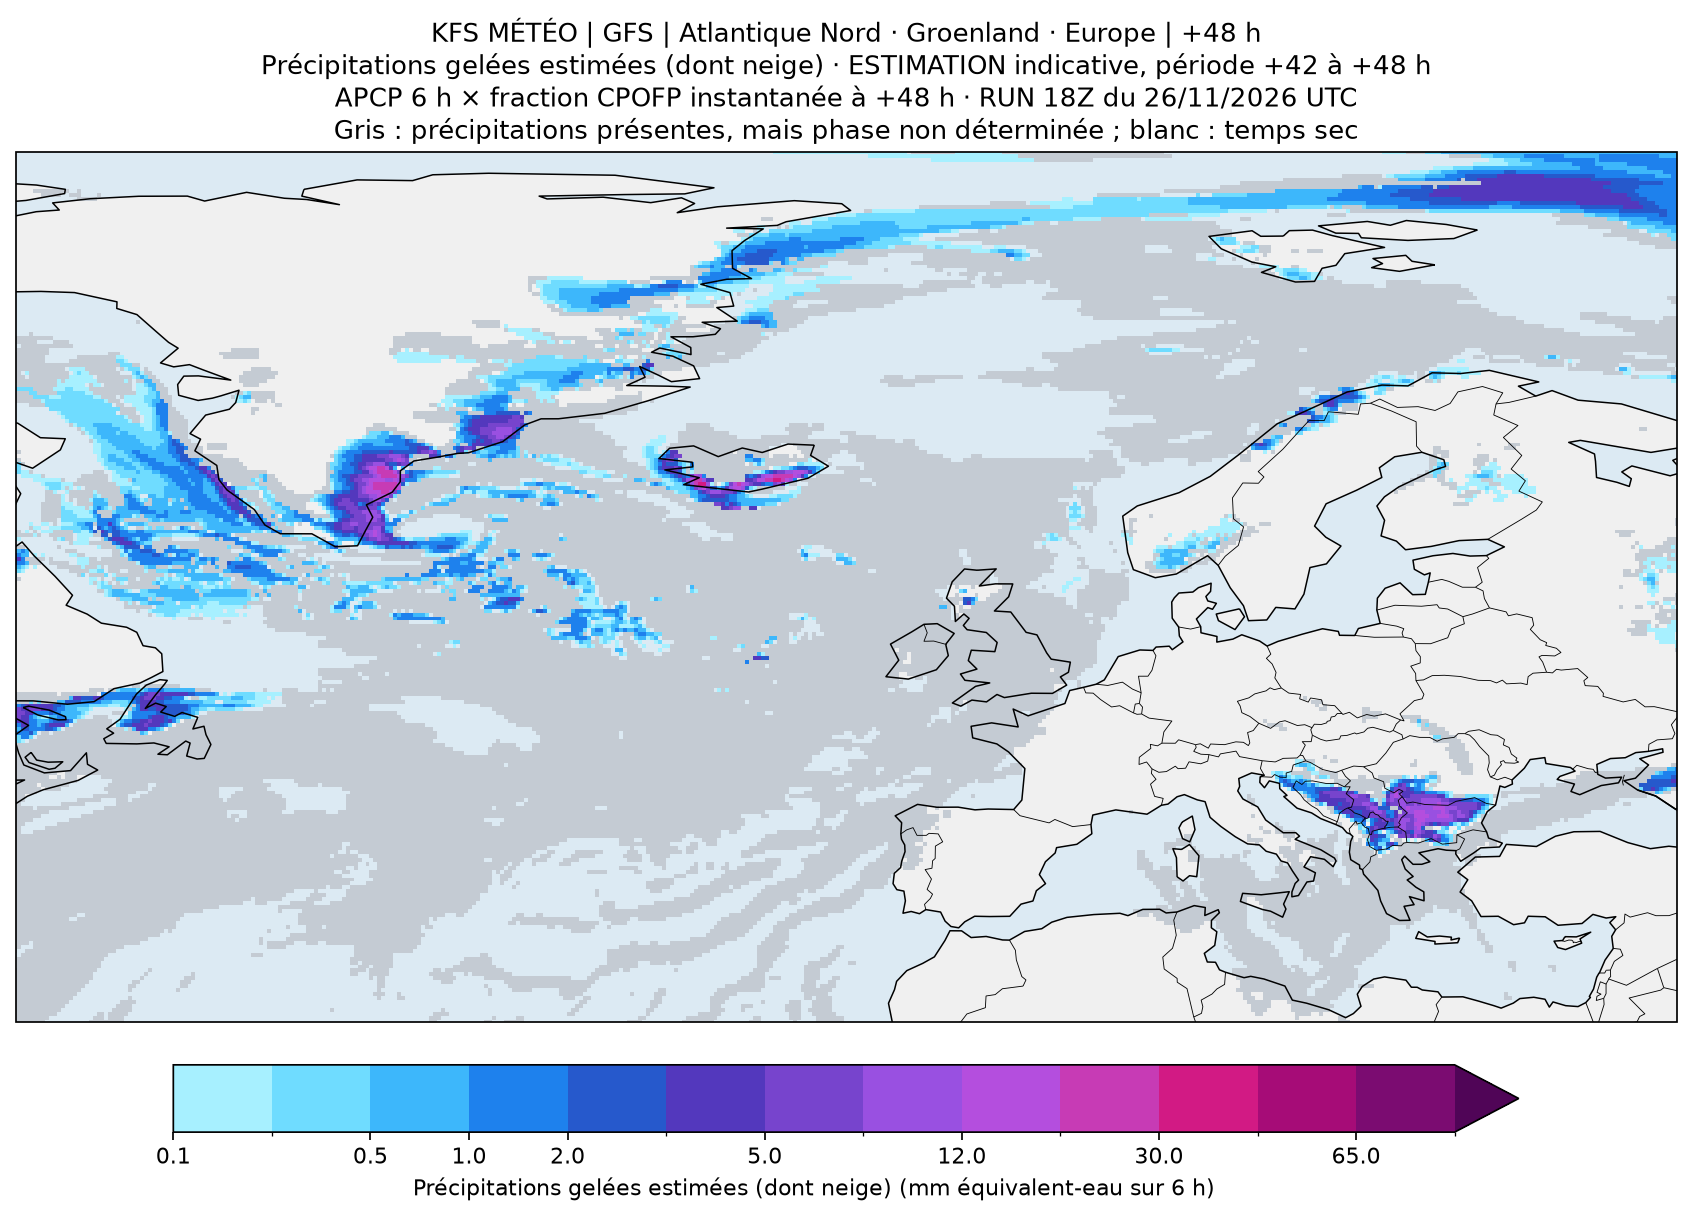 KFS MÉTÉO | GFS | Atlantique Nord · Groenland · Europe | +48 h
Précipitations gelées estimées (dont neige) · ESTIMATION indicative, période +42 à +48 h
APCP 6 h × fraction CPOFP instantanée à +48 h · RUN 18Z du 26/11/2026 UTC
Gris : précipitations présentes, mais phase non déterminée ; blanc : temps sec
0.1 0.5 1.0 2.0 5.0 12.0 30.0 65.0
Précipitations gelées estimées (dont neige) (mm équivalent-eau sur 6 h)